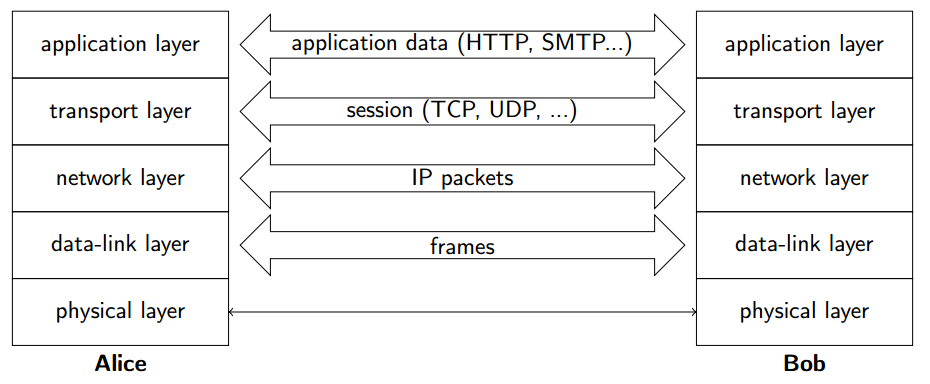 application layer application data (HTTP, SMTP...) application layer
transport layer session (TCP, UDP, ...) transport layer
network layer IP packets network layer
data-link layer frames data-link layer
physical layer physical layer
Alice Bob